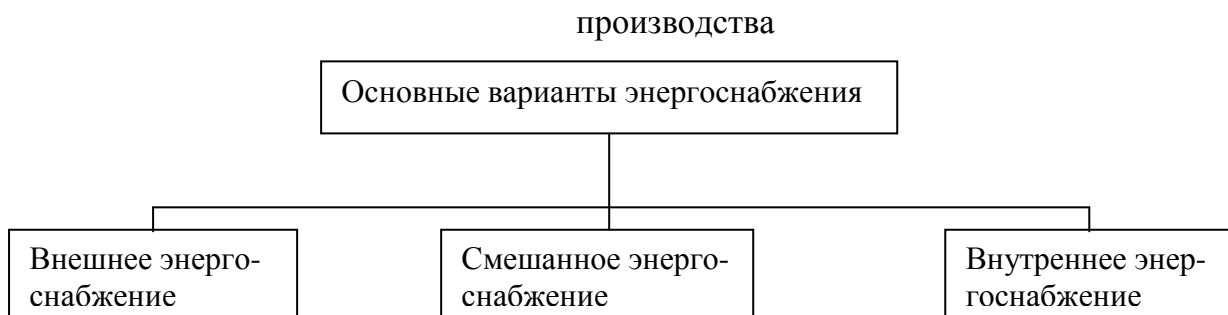 производства
Основные варианты энергоснабжения
Внешнее энерго-
снабжение
Смешанное энерго-
снабжение
Внутреннее энер-
госнабжение